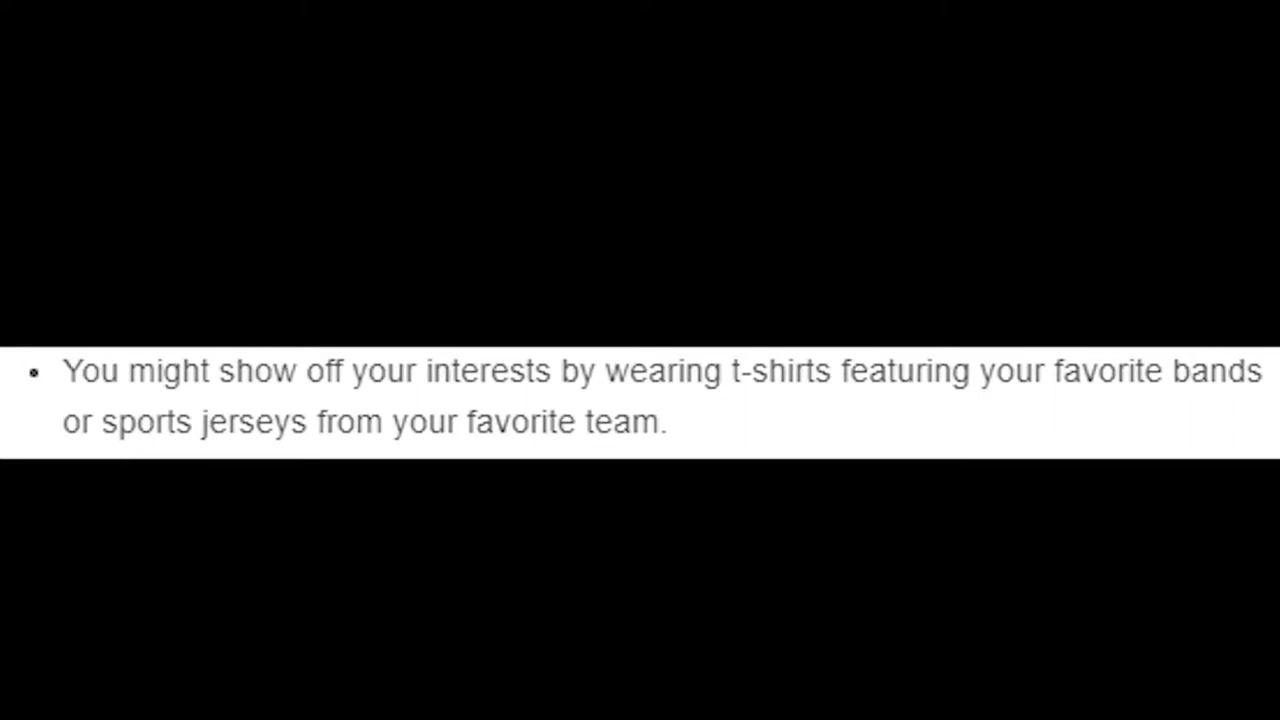 • You might show off your interests by wearing t-shirts featuring your favorite bands
or sports jerseys from your favorite team.